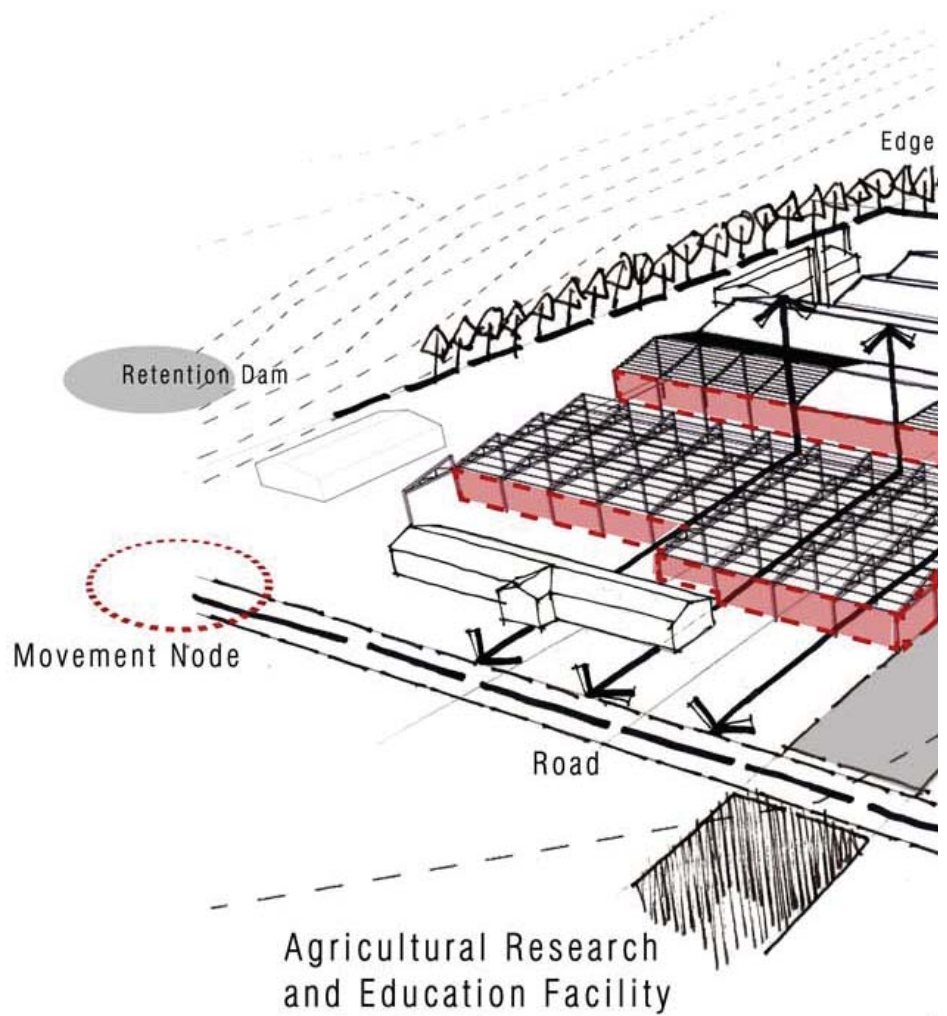 Edge
Retention Dam
Movement Node
Road
Agricultural Research
and Education Facility